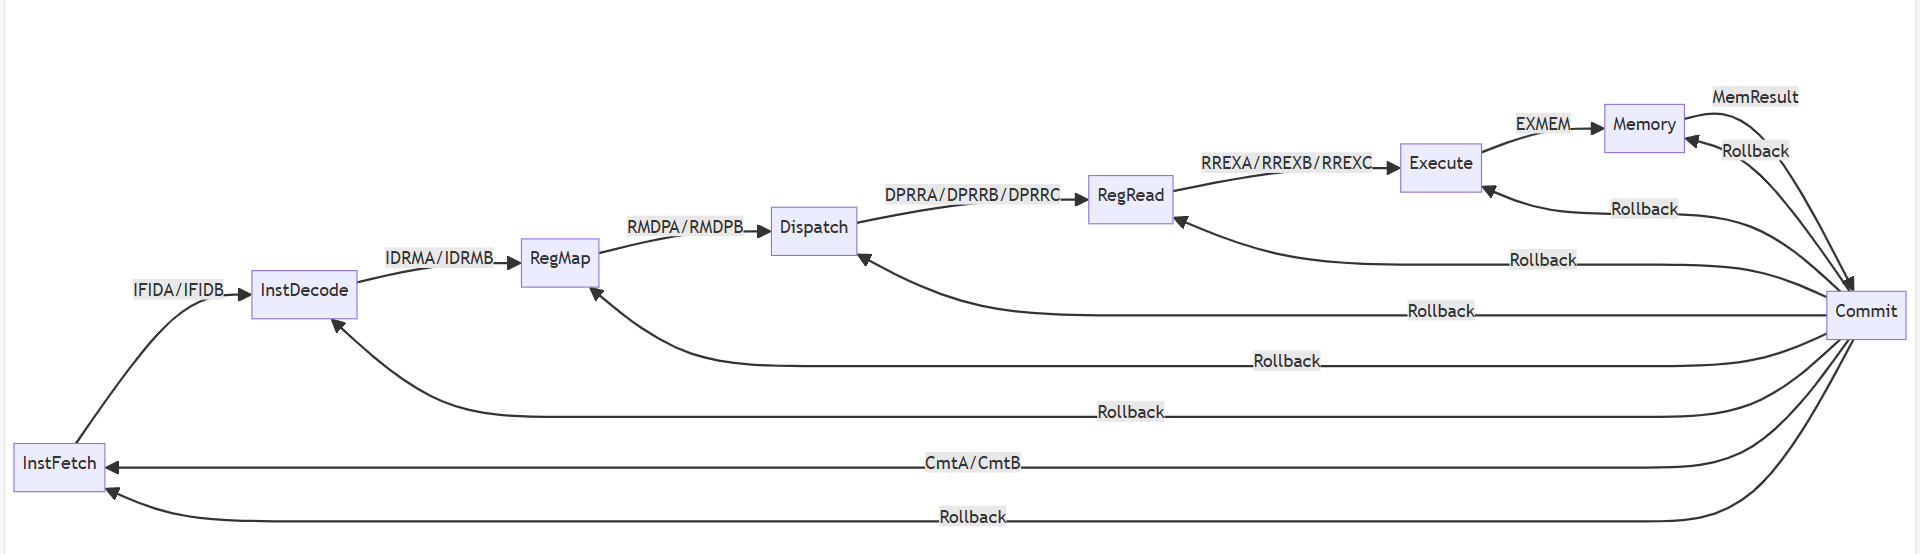 MemResult
EXMEM
Memory
Rollback
RREXA/RREXB/RREXC
Execute
DPRRA/DPRRB/DPRRC
RegRead
Rollback
RMDPA/RMDPB
Dispatch
IDRMA/IDRMB
RegMap
Rollback
IFIDA/IFIDB
InstDecode
Rollback
Commit
Rollback
Rollback
InstFetch
CmtA/CmtB
Rollback